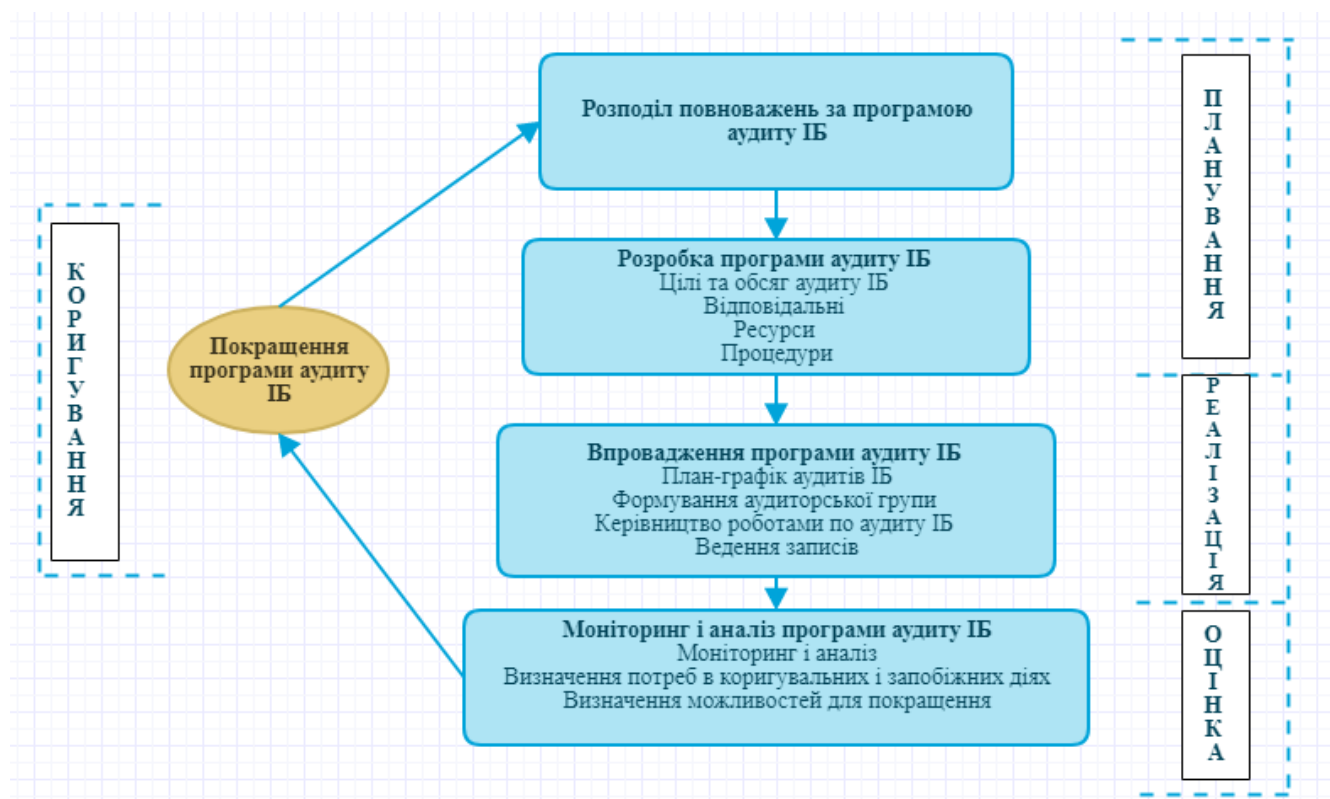 Розподіл повноважень за програмою
аудиту ІБ
ПЛАНУВАННЯ
КОРИГУВАННЯ
Розробка програми аудиту ІБ
Цілі та обсяг аудиту ІБ
Відповідальні
Ресурси
Процедури
Покращення
програми аудиту
ІБ
РЕАЛІЗАЦІЯ
Впровадження програми аудиту ІБ
План-графік аудитів ІБ
Формування аудиторської групи
Керівництво роботами по аудиту ІБ
Ведення записів
Моніторинг і аналіз програми аудиту ІБ
Моніторинг і аналіз
Визначення потреб в коригувальних і запобіжних діях
Визначення можливостей для покращення
ОЦІНКА